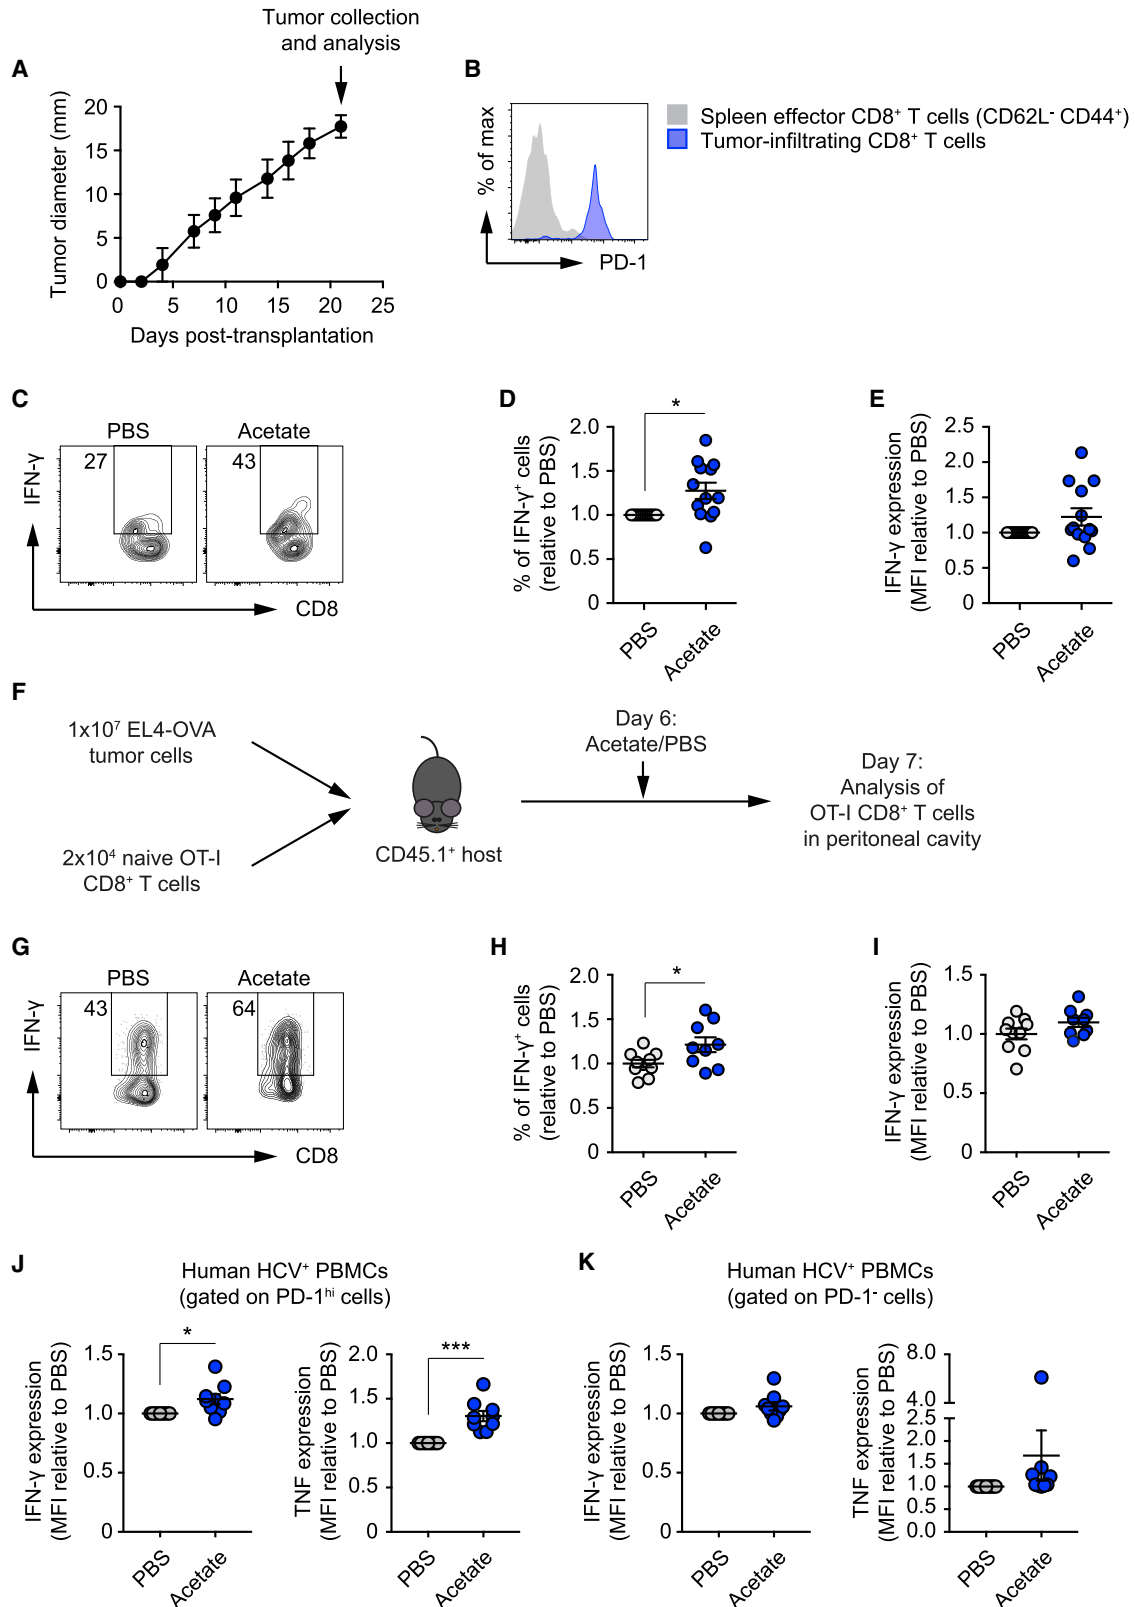 Tumor collection
and analysis
A
Tumor diameter (mm)
20
15
10
5
0
0 5 10 15 20 25
Days post-transplantation
B
% of max
PD-1
Spleen effector CD8⁺ T cells (CD62L⁻ CD44⁺)
Tumor-infiltrating CD8⁺ T cells
C
PBS Acetate
27 43
IFN-γ
CD8
D
*
% of IFN-γ⁺ cells
(relative to PBS)
2.0
1.5
1.0
0.5
0
PBS Acetate
E
IFN-γ expression
(MFI relative to PBS)
2.5
2.0
1.5
1.0
0.5
0
PBS Acetate
F
1x10⁷ EL4-OVA
tumor cells
2x10⁴ naive OT-I
CD8⁺ T cells
CD45.1⁺ host
Day 6:
Acetate/PBS
Day 7:
Analysis of
OT-I CD8⁺ T cells
in peritoneal cavity
G
PBS Acetate
43 64
IFN-γ
CD8
H
*
% of IFN-γ⁺ cells
(relative to PBS)
2.0
1.5
1.0
0.5
0
PBS Acetate
I
IFN-γ expression
(MFI relative to PBS)
1.5
1.0
0.5
0
PBS Acetate
J
Human HCV⁺ PBMCs
(gated on PD-1ʰⁱ cells)
*
IFN-γ expression
(MFI relative to PBS)
1.5
1.0
0.5
0
PBS Acetate
***
TNF expression
(MFI relative to PBS)
2.0
1.5
1.0
0.5
0
PBS Acetate
K
Human HCV⁺ PBMCs
(gated on PD-1⁻ cells)
IFN-γ expression
(MFI relative to PBS)
1.5
1.0
0.5
0
PBS Acetate
TNF expression
(MFI relative to PBS)
8.0
4.0
2.5
2.0
1.5
1.0
0.5
0.0
PBS Acetate